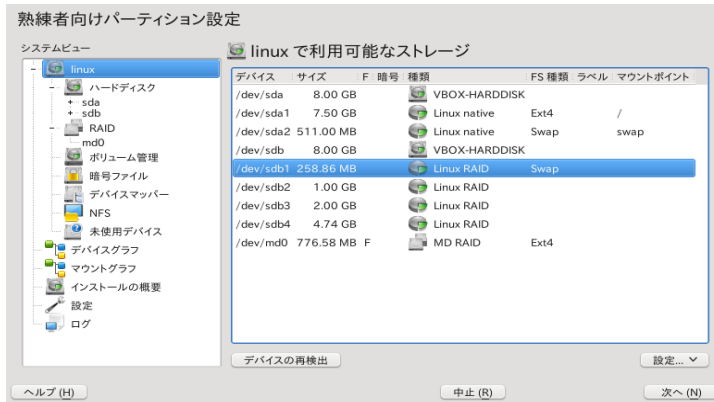 熟練者向けパーティション設定
システムビュー
linux
ハードディスク
sda
sdb
RAID
md0
ボリューム管理
暗号ファイル
デバイスマッパー
NFS
未使用デバイス
デバイスグラフ
マウントグラフ
インストールの概要
設定
ログ
linux で利用可能なストレージ
デバイス サイズ F 暗号 種類 FS 種類 ラベル マウントポイント
/dev/sda 8.00 GB VBOX-HARDDISK
/dev/sda1 7.50 GB Linux native Ext4 /
/dev/sda2 511.00 MB Linux native Swap swap
/dev/sdb 8.00 GB VBOX-HARDDISK
/dev/sdb1 258.86 MB Linux RAID Swap
/dev/sdb2 1.00 GB Linux RAID
/dev/sdb3 2.00 GB Linux RAID
/dev/sdb4 4.74 GB Linux RAID
/dev/md0 776.58 MB F MD RAID Ext4
デバイスの再検出 設定...
ヘルプ (H) 中止 (R) 次へ (N)